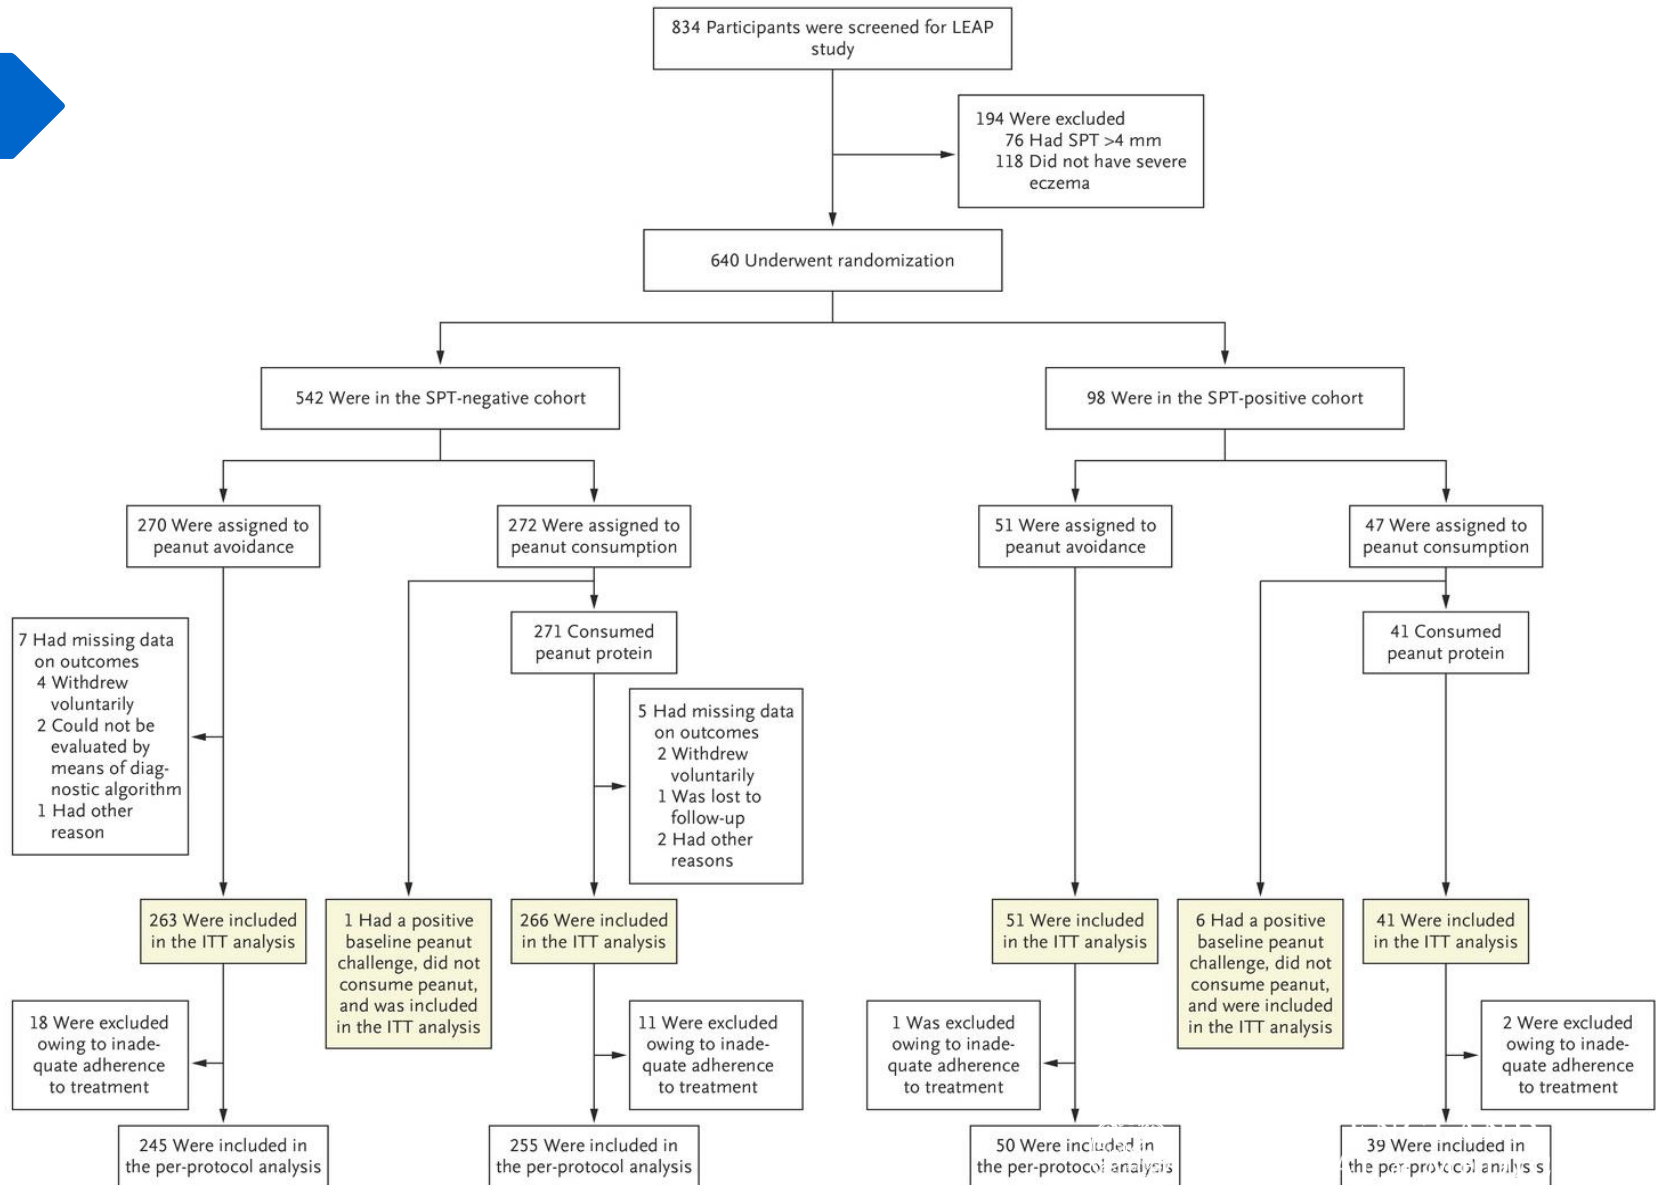 834 Participants were screened for LEAP
study
194 Were excluded
76 Had SPT >4 mm
118 Did not have severe
eczema
640 Underwent randomization
542 Were in the SPT-negative cohort
98 Were in the SPT-positive cohort
270 Were assigned to
peanut avoidance
272 Were assigned to
peanut consumption
51 Were assigned to
peanut avoidance
47 Were assigned to
peanut consumption
271 Consumed
peanut protein
41 Consumed
peanut protein
7 Had missing data
on outcomes
4 Withdrew
voluntarily
2 Could not be
evaluated by
means of diag-
nostic algorithm
1 Had other
reason
5 Had missing data
on outcomes
2 Withdrew
voluntarily
1 Was lost to
follow-up
2 Had other
reasons
263 Were included
in the ITT analysis
1 Had a positive
baseline peanut
challenge, did not
consume peanut,
and was included
in the ITT analysis
266 Were included
in the ITT analysis
51 Were included
in the ITT analysis
6 Had a positive
baseline peanut
challenge, did not
consume peanut,
and were included
in the ITT analysis
41 Were included
in the ITT analysis
18 Were excluded
owing to inade-
quate adherence
to treatment
11 Were excluded
owing to inade-
quate adherence
to treatment
1 Was excluded
owing to inade-
quate adherence
to treatment
2 Were excluded
owing to inade-
quate adherence
to treatment
245 Were included in
the per-protocol analysis
255 Were included in
the per-protocol analysis
50 Were included in
the per-protocol analysis
39 Were included in
the per-protocol analysis